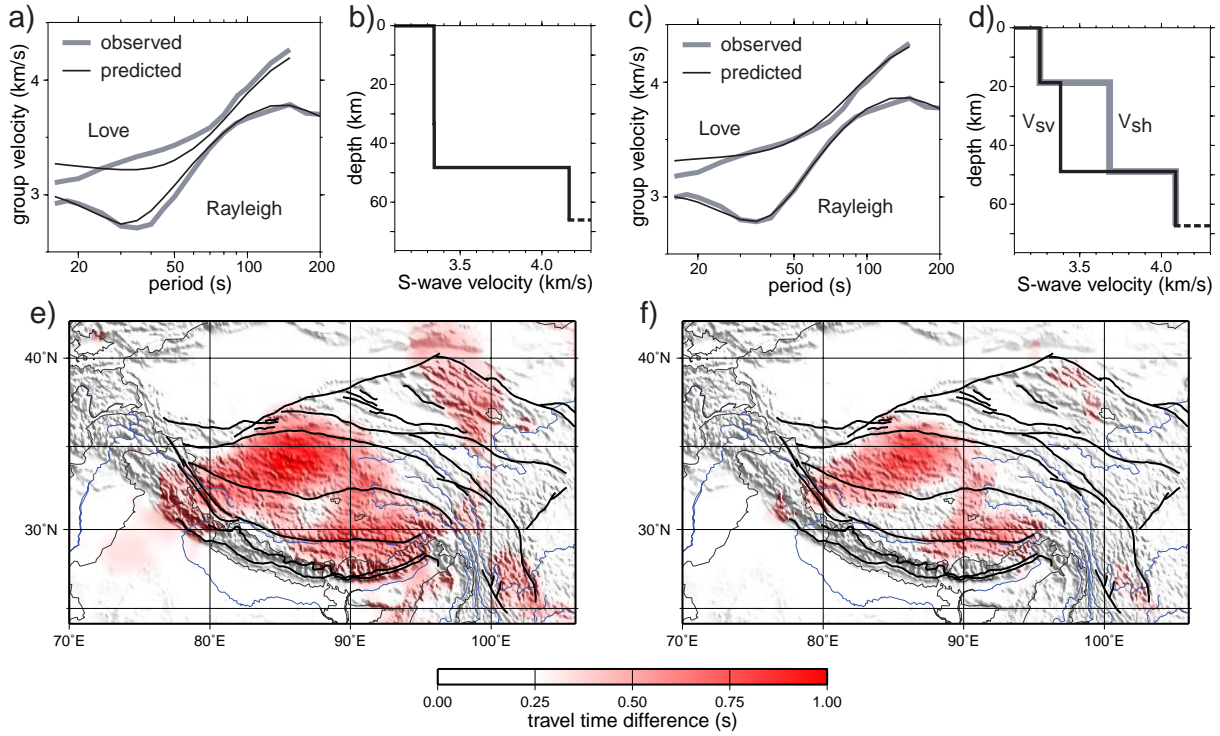 a)
observed
predicted
Love
Rayleigh
4
3
group velocity (km/s)
20
50
100
200
period (s)
b)
0
20
40
60
depth (km)
3.5
4.0
S-wave velocity (km/s)
c)
observed
predicted
Love
Rayleigh
4
3
group velocity (km/s)
20
50
100
200
period (s)
d)
0
20
40
60
depth (km)
Vsv
Vsh
3.5
4.0
S-wave velocity (km/s)
e)
40°N
30°N
70°E
80°E
90°E
100°E
f)
40°N
30°N
70°E
80°E
90°E
100°E
0.00
0.25
0.50
0.75
1.00
travel time difference (s)